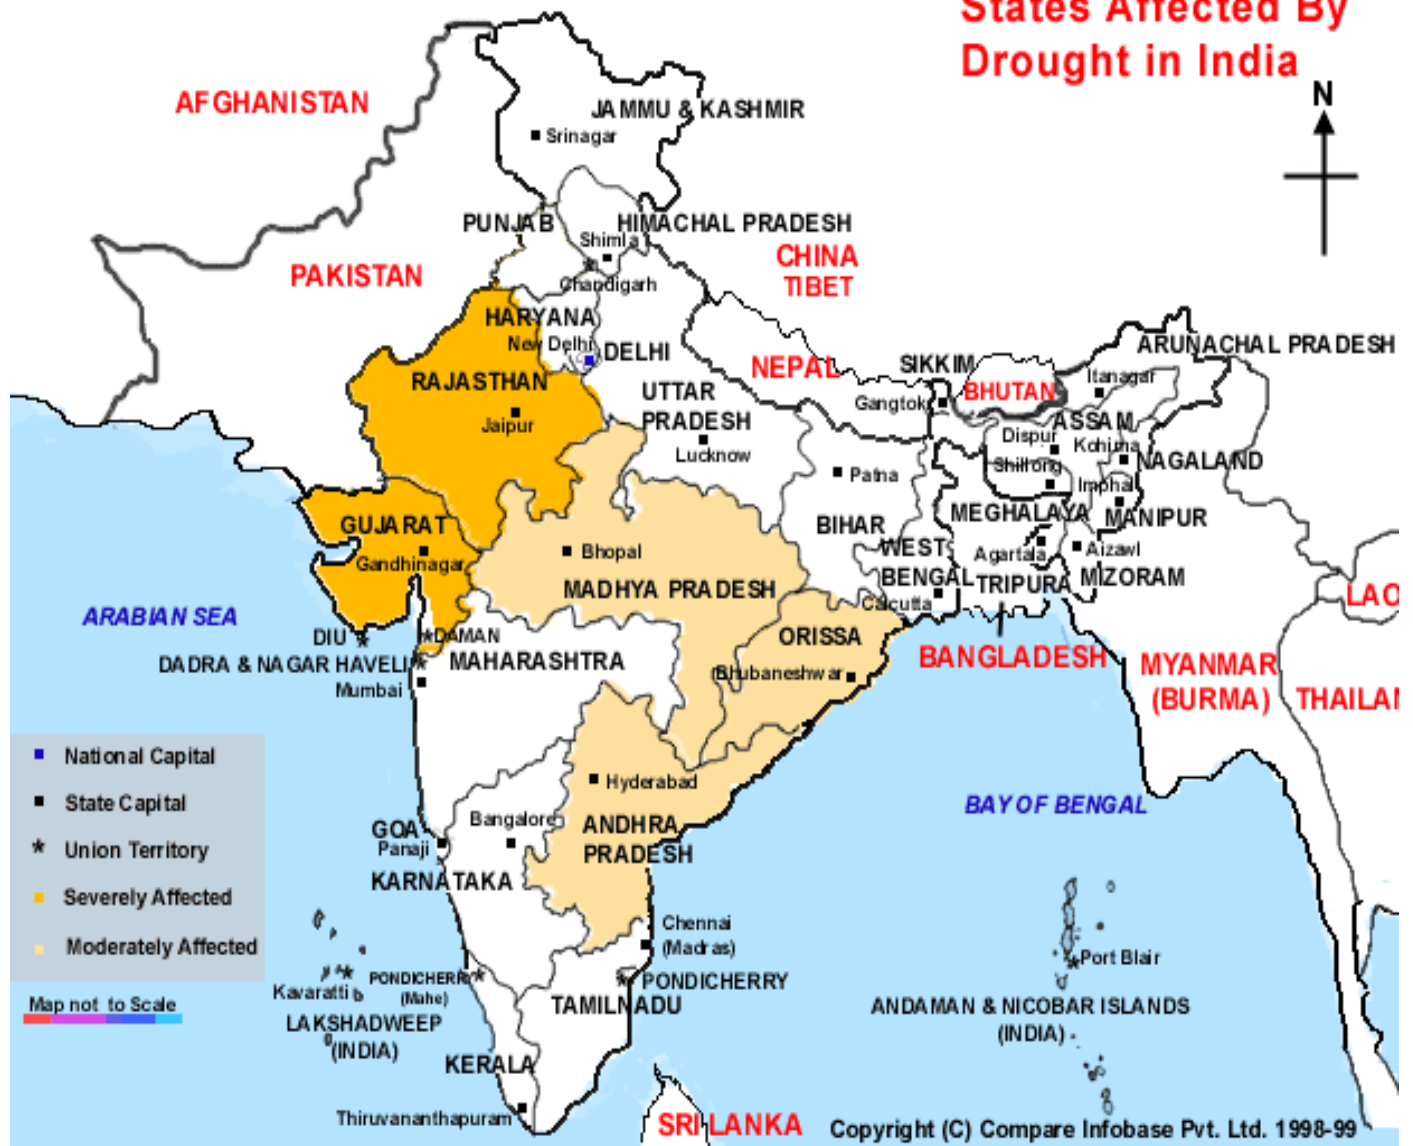 States Affected By
Drought in India
N
AFGHANISTAN
JAMMU & KASHMIR
Srinagar
PUNJAB
HIMACHAL PRADESH
Shimla
CHINA
TIBET
PAKISTAN
Chandigarh
HARYANA
New Delhi
DELHI
ARUNACHAL PRADESH
NEPAL
SIKKIM
BHUTAN
Itanagar
RAJASTHAN
UTTAR
PRADESH
Gangtok
Jaipur
Lucknow
ASSAM
Dispur
Kohima
Shillong
NAGALAND
Patna
Imphal
GUJARAT
BIHAR
MEGHALAYA
MANIPUR
Gandhinagar
Bhopal
WEST
BENGAL
Agartala
Aizawl
MADHYA PRADESH
TRIPURA
MIZORAM
Calcutta
LAO
ARABIAN SEA
DIU
DAMAN
ORISSA
DADRA & NAGAR HAVELI
MAHARASHTRA
BANGLADESH
MYANMAR
(BURMA)
Bhubaneshwar
Mumbai
THAILAN
National Capital
State Capital
Union Territory
Severely Affected
Moderately Affected
Map not to Scale
Hyderabad
BAY OF BENGAL
GOA
Panaji
Bangalore
ANDHRA
PRADESH
KARNATAKA
Chennai
(Madras)
PONDICHERRY
(Mahe)
PONDICHERRY
Port Blair
Kavaratti
LAKSHADWEEP
(INDIA)
TAMILNADU
ANDAMAN & NICOBAR ISLANDS
(INDIA)
KERALA
Thiruvananthapuram
SRI LANKA
Copyright (C) Compare Infobase Pvt. Ltd. 1998-99